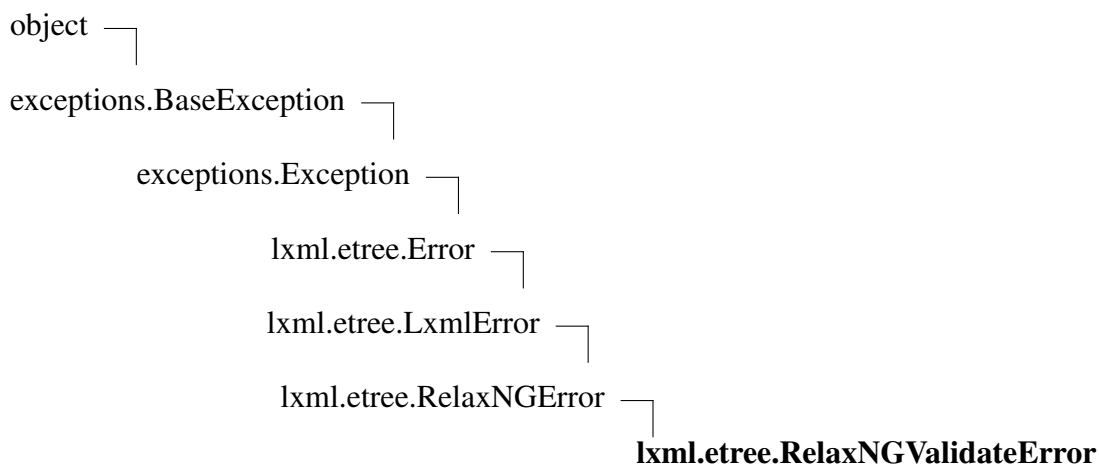 object
exceptions.BaseException
exceptions.Exception
lxml.etree.Error
lxml.etree.LxmlError
lxml.etree.RelaxNGError
lxml.etree.RelaxNGValidateError